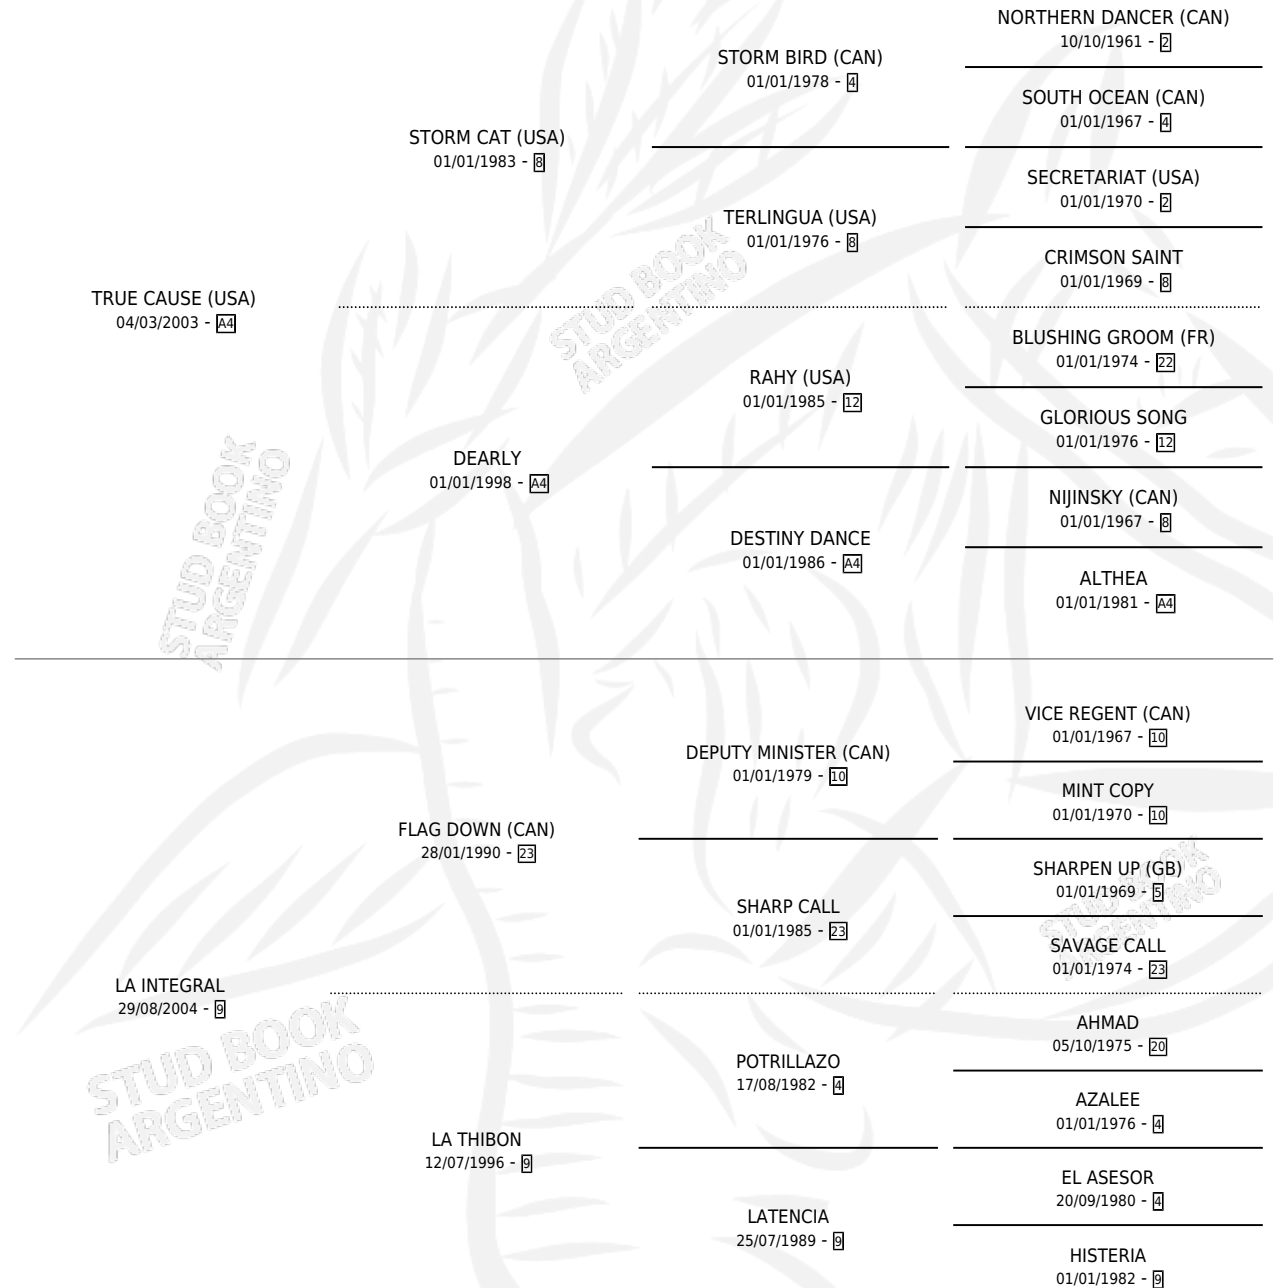 NORTHERN DANCER (CAN)
10/10/1961 - 2
STORM BIRD (CAN)
01/01/1978 - 4
SOUTH OCEAN (CAN)
01/01/1967 - 4
STORM CAT (USA)
01/01/1983 - 8
SECRETARIAT (USA)
01/01/1970 - 2
TERLINGUA (USA)
01/01/1976 - 8
CRIMSON SAINT
01/01/1969 - 8
TRUE CAUSE (USA)
04/03/2003 - A4
BLUSHING GROOM (FR)
01/01/1974 - 22
RAHY (USA)
01/01/1985 - 12
GLORIOUS SONG
01/01/1976 - 12
DEARLY
01/01/1998 - A4
NIJINSKY (CAN)
01/01/1967 - 8
DESTINY DANCE
01/01/1986 - A4
ALTHEA
01/01/1981 - A4
VICE REGENT (CAN)
01/01/1967 - 10
DEPUTY MINISTER (CAN)
01/01/1979 - 10
MINT COPY
01/01/1970 - 10
FLAG DOWN (CAN)
28/01/1990 - 23
SHARPEN UP (GB)
01/01/1969 - 5
SHARP CALL
01/01/1985 - 23
SAVAGE CALL
01/01/1974 - 23
LA INTEGRAL
29/08/2004 - 9
AHMAD
05/10/1975 - 20
POTRILLAZO
17/08/1982 - 4
AZALEE
01/01/1976 - 4
LA THIBON
12/07/1996 - 9
EL ASESOR
20/09/1980 - 4
LATENCIA
25/07/1989 - 9
HISTERIA
01/01/1982 - 9
STUD BOOK
ARGENTINO
STUD BOOK
ARGENTINO
STUD BOOK
ARGENTINO
STUD BOOK
ARGENTINO